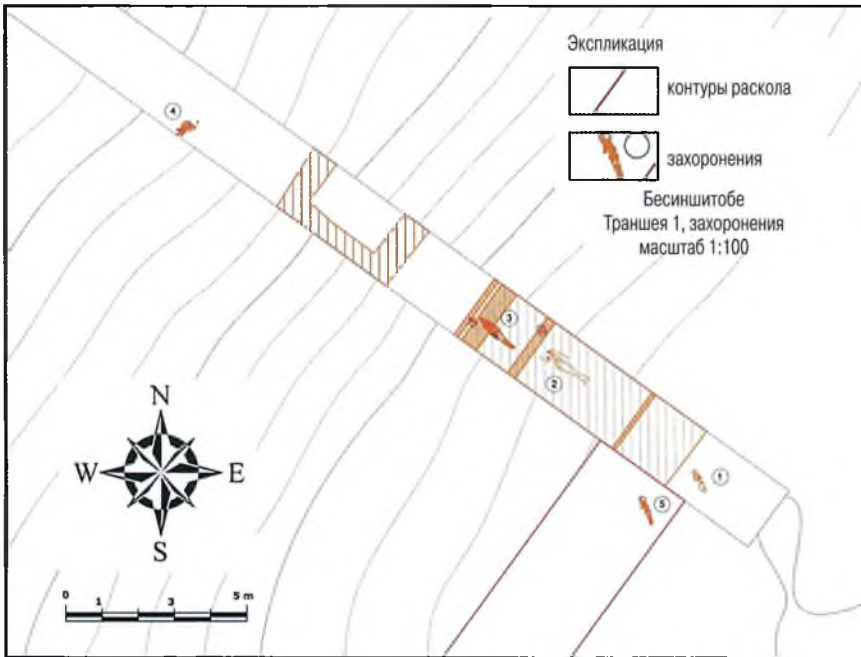 Экспликация
контуры раскола
захоронения
Бесинштобе
Траншея 1, захоронения
масштаб 1:100
4
3
2
1
5
N
W E
S
0 1 3 5 m